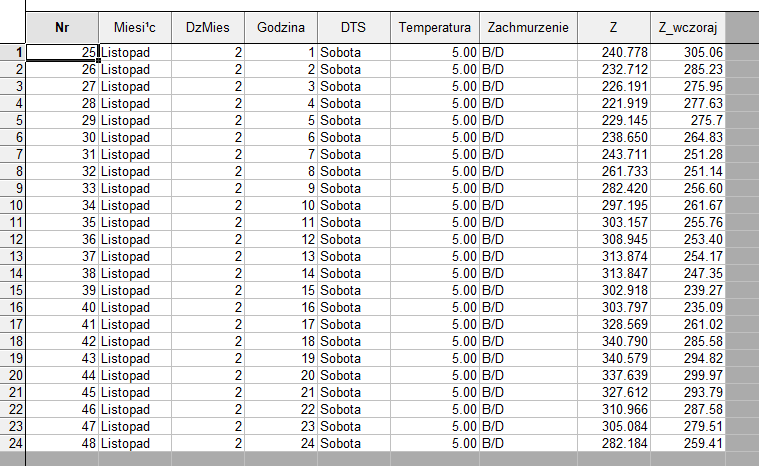 Nr Miesi¹c DzMies Godzina DTS Temperatura Zachmurzenie Z Z_wczoraj
1 25 Listopad 2 1 Sobota 5.00 B/D 240.778 305.06
2 26 Listopad 2 2 Sobota 5.00 B/D 232.712 285.23
3 27 Listopad 2 3 Sobota 5.00 B/D 226.191 275.95
4 28 Listopad 2 4 Sobota 5.00 B/D 221.919 277.63
5 29 Listopad 2 5 Sobota 5.00 B/D 229.145 275.7
6 30 Listopad 2 6 Sobota 5.00 B/D 238.650 264.83
7 31 Listopad 2 7 Sobota 5.00 B/D 243.711 251.28
8 32 Listopad 2 8 Sobota 5.00 B/D 261.733 251.14
9 33 Listopad 2 9 Sobota 5.00 B/D 282.420 256.60
10 34 Listopad 2 10 Sobota 5.00 B/D 297.195 261.67
11 35 Listopad 2 11 Sobota 5.00 B/D 303.157 255.76
12 36 Listopad 2 12 Sobota 5.00 B/D 308.945 253.40
13 37 Listopad 2 13 Sobota 5.00 B/D 313.874 254.17
14 38 Listopad 2 14 Sobota 5.00 B/D 313.847 247.35
15 39 Listopad 2 15 Sobota 5.00 B/D 302.918 239.27
16 40 Listopad 2 16 Sobota 5.00 B/D 303.797 235.09
17 41 Listopad 2 17 Sobota 5.00 B/D 328.569 261.02
18 42 Listopad 2 18 Sobota 5.00 B/D 340.790 285.58
19 43 Listopad 2 19 Sobota 5.00 B/D 340.579 294.82
20 44 Listopad 2 20 Sobota 5.00 B/D 337.639 299.97
21 45 Listopad 2 21 Sobota 5.00 B/D 327.612 293.79
22 46 Listopad 2 22 Sobota 5.00 B/D 310.966 287.58
23 47 Listopad 2 23 Sobota 5.00 B/D 305.084 279.51
24 48 Listopad 2 24 Sobota 5.00 B/D 282.184 259.41